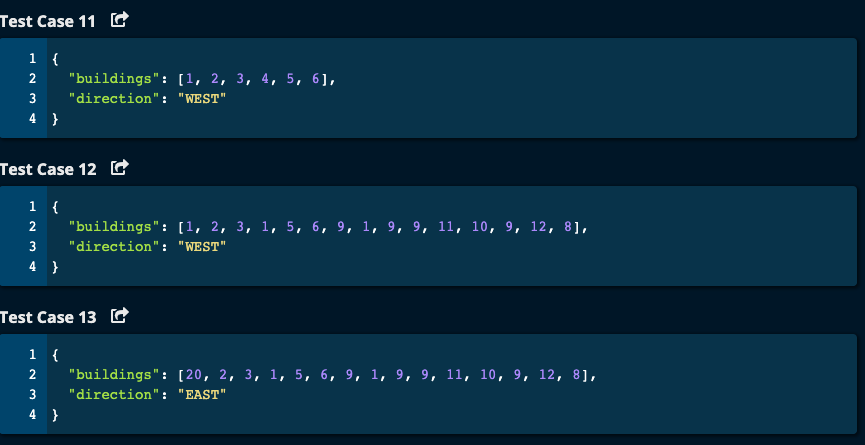 Test Case 11
1 {
2 "buildings": [1, 2, 3, 4, 5, 6],
3 "direction": "WEST"
4 }
Test Case 12
1 {
2 "buildings": [1, 2, 3, 1, 5, 6, 9, 1, 9, 9, 11, 10, 9, 12, 8],
3 "direction": "WEST"
4 }
Test Case 13
1 {
2 "buildings": [20, 2, 3, 1, 5, 6, 9, 1, 9, 9, 11, 10, 9, 12, 8],
3 "direction": "EAST"
4 }